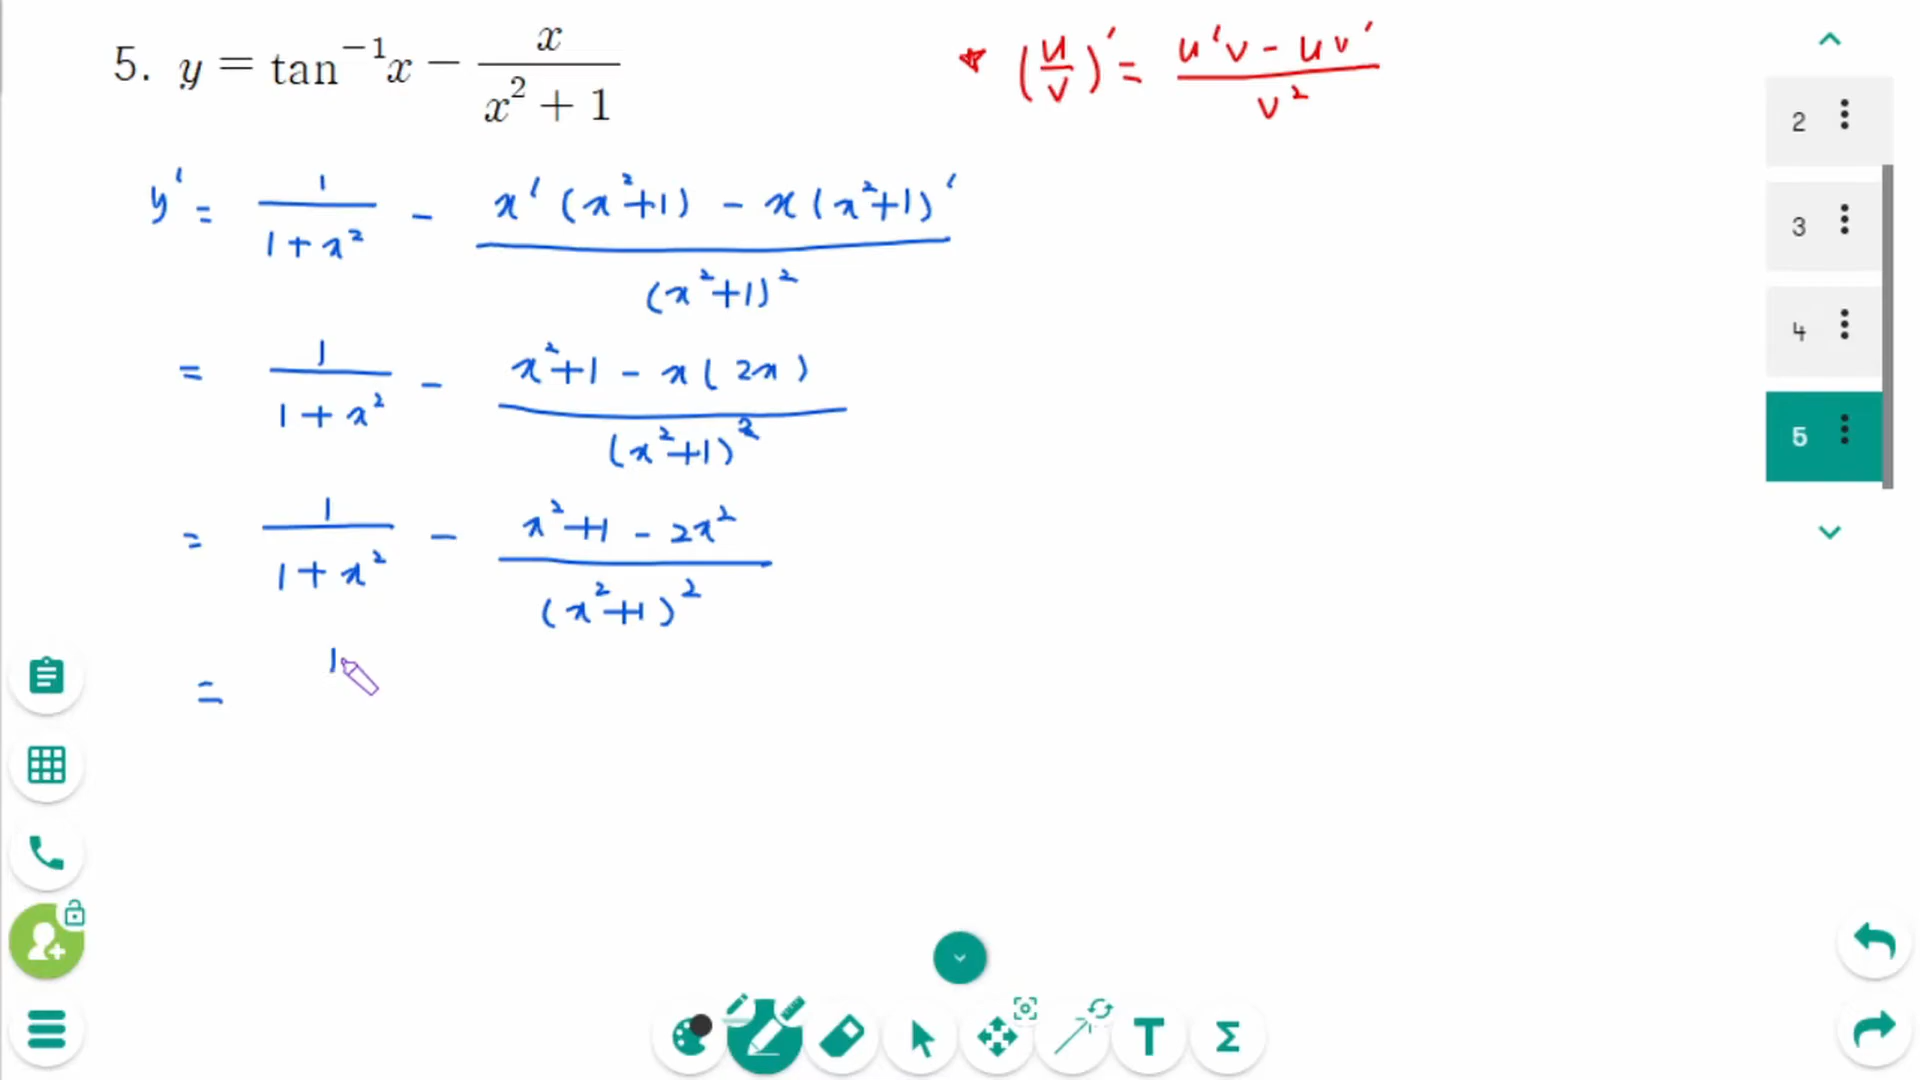 5. y = tan⁻¹x − x/(x² + 1)
* (u/v)' = (u'v − uv')/v²
y' = 1/(1+x²) − (x'(x²+1) − x(x²+1)')/(x²+1)²
= 1/(1+x²) − (x²+1 − x(2x))/(x²+1)²
= 1/(1+x²) − (x²+1 − 2x²)/(x²+1)²
= 1
2
3
4
5
T Σ